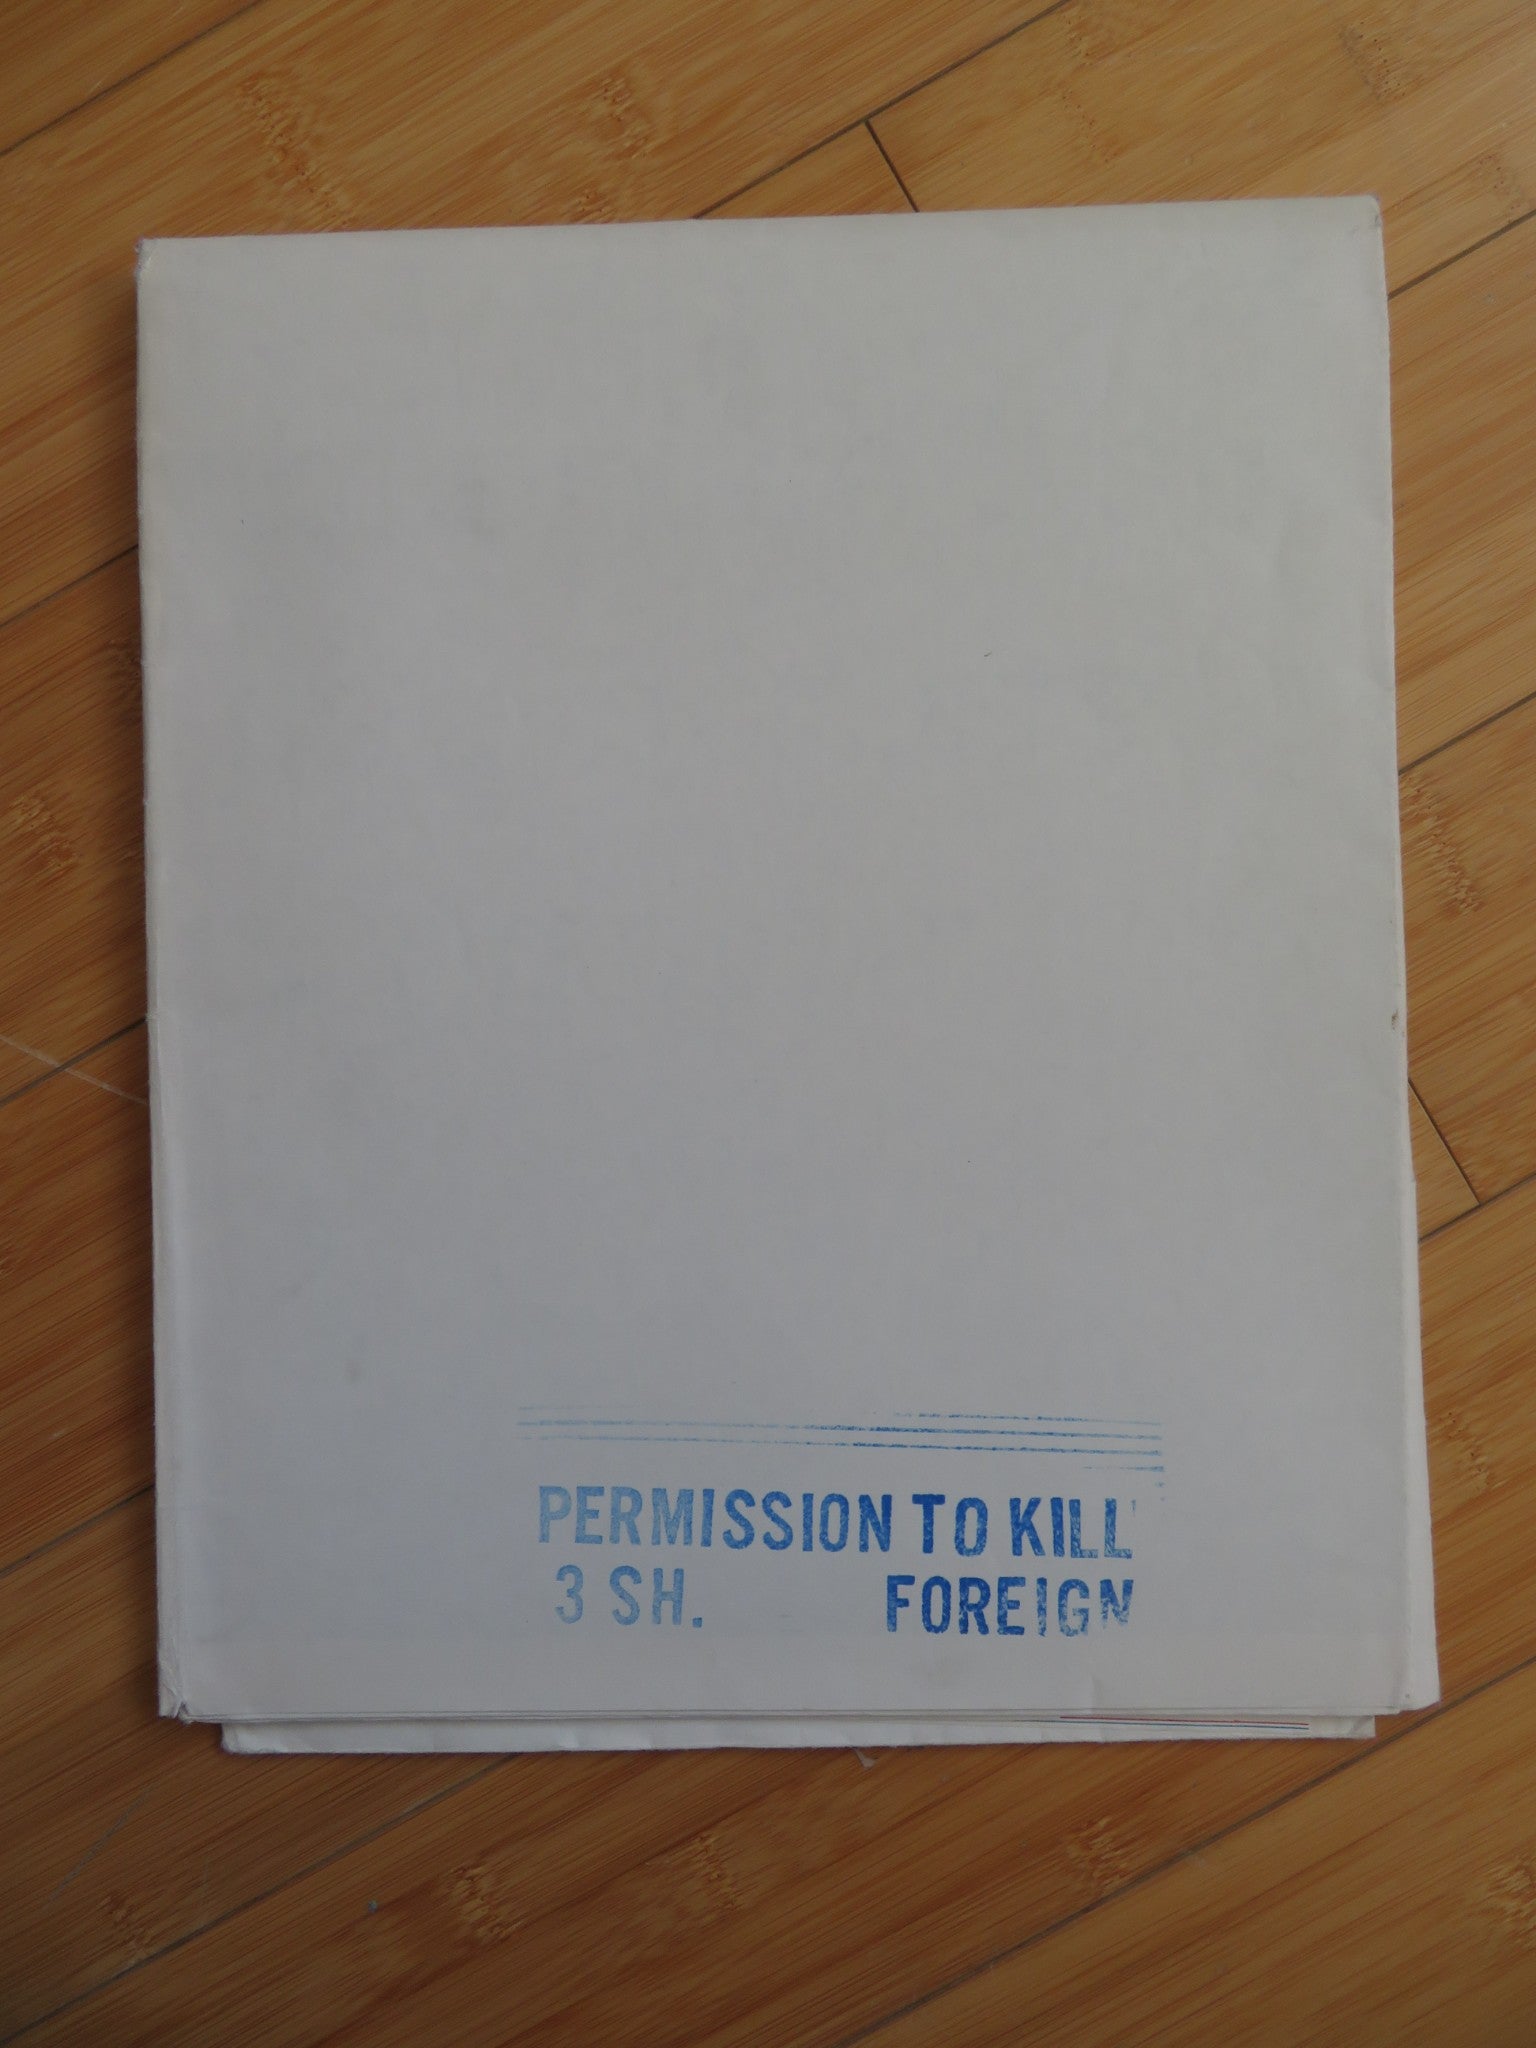 PERMISSION TO KILL
3 SH. FOREIGN